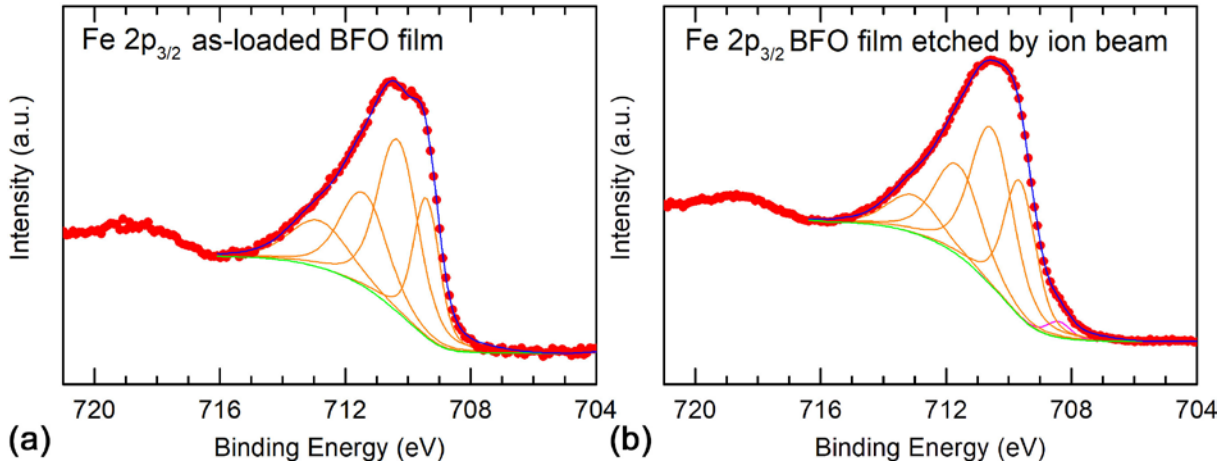 Fe 2p3/2 as-loaded BFO film
Intensity (a.u.)
720 716 712 708 704
Binding Energy (eV)
(a)
Fe 2p3/2 BFO film etched by ion beam
Intensity (a.u.)
720 716 712 708 704
Binding Energy (eV)
(b)